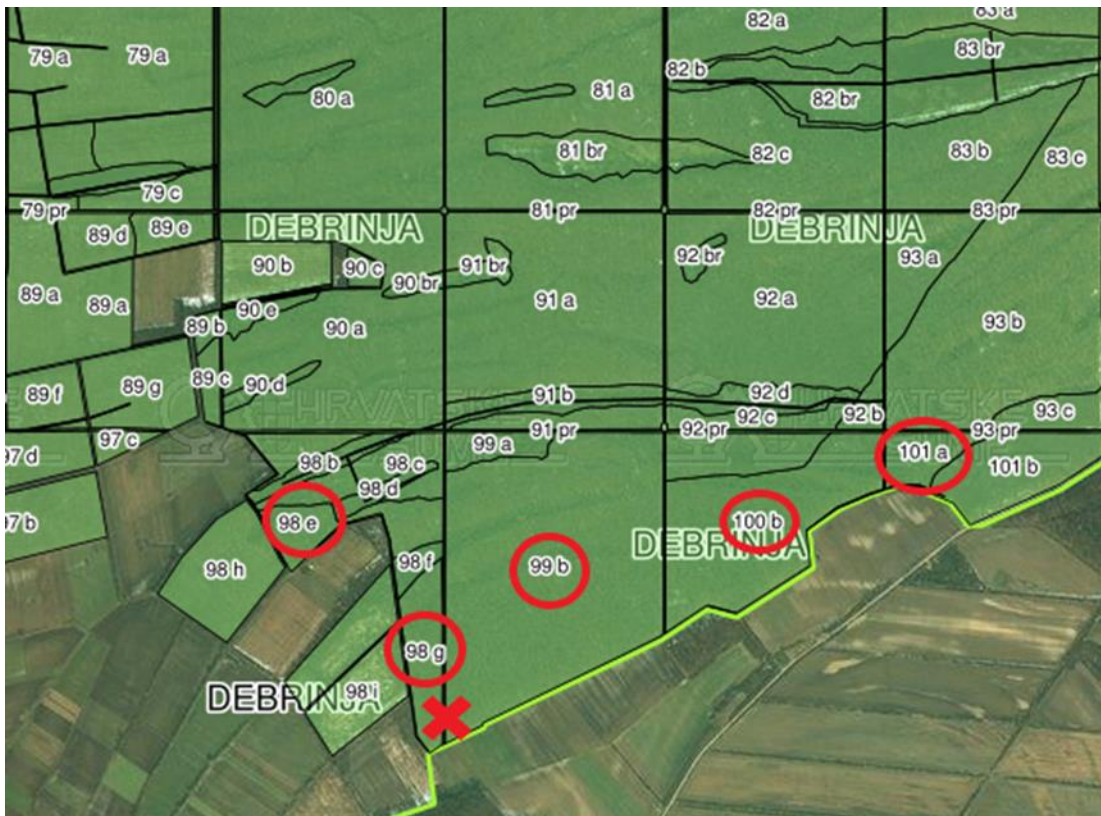 82 a
83 a
79 a
79 a
83 br
82 b
80 a
81 a
82 br
81 br
82 c
83 b
83 c
79 c
79 pr
81 pr
82 pr
83 pr
89 d
89 e
DEBRINJA
DEBRINJA
90 b
90 c
91 br
92 br
93 a
90 br
89 a
89 a
90 e
91 a
92 a
89 b
90 a
93 b
89 f
89 g
89 c
90 d
91 b
92 d
HRVATSKE
HRVATSKE
92 c
92 b
93 c
97 c
99 a
91 pr
92 pr
93 pr
97 d
98 b
98 c
101 a
101 b
98 d
97 b
98 e
100 b
DEBRINJA
98 h
98 f
99 b
98 g
DEBRINJA
98 i